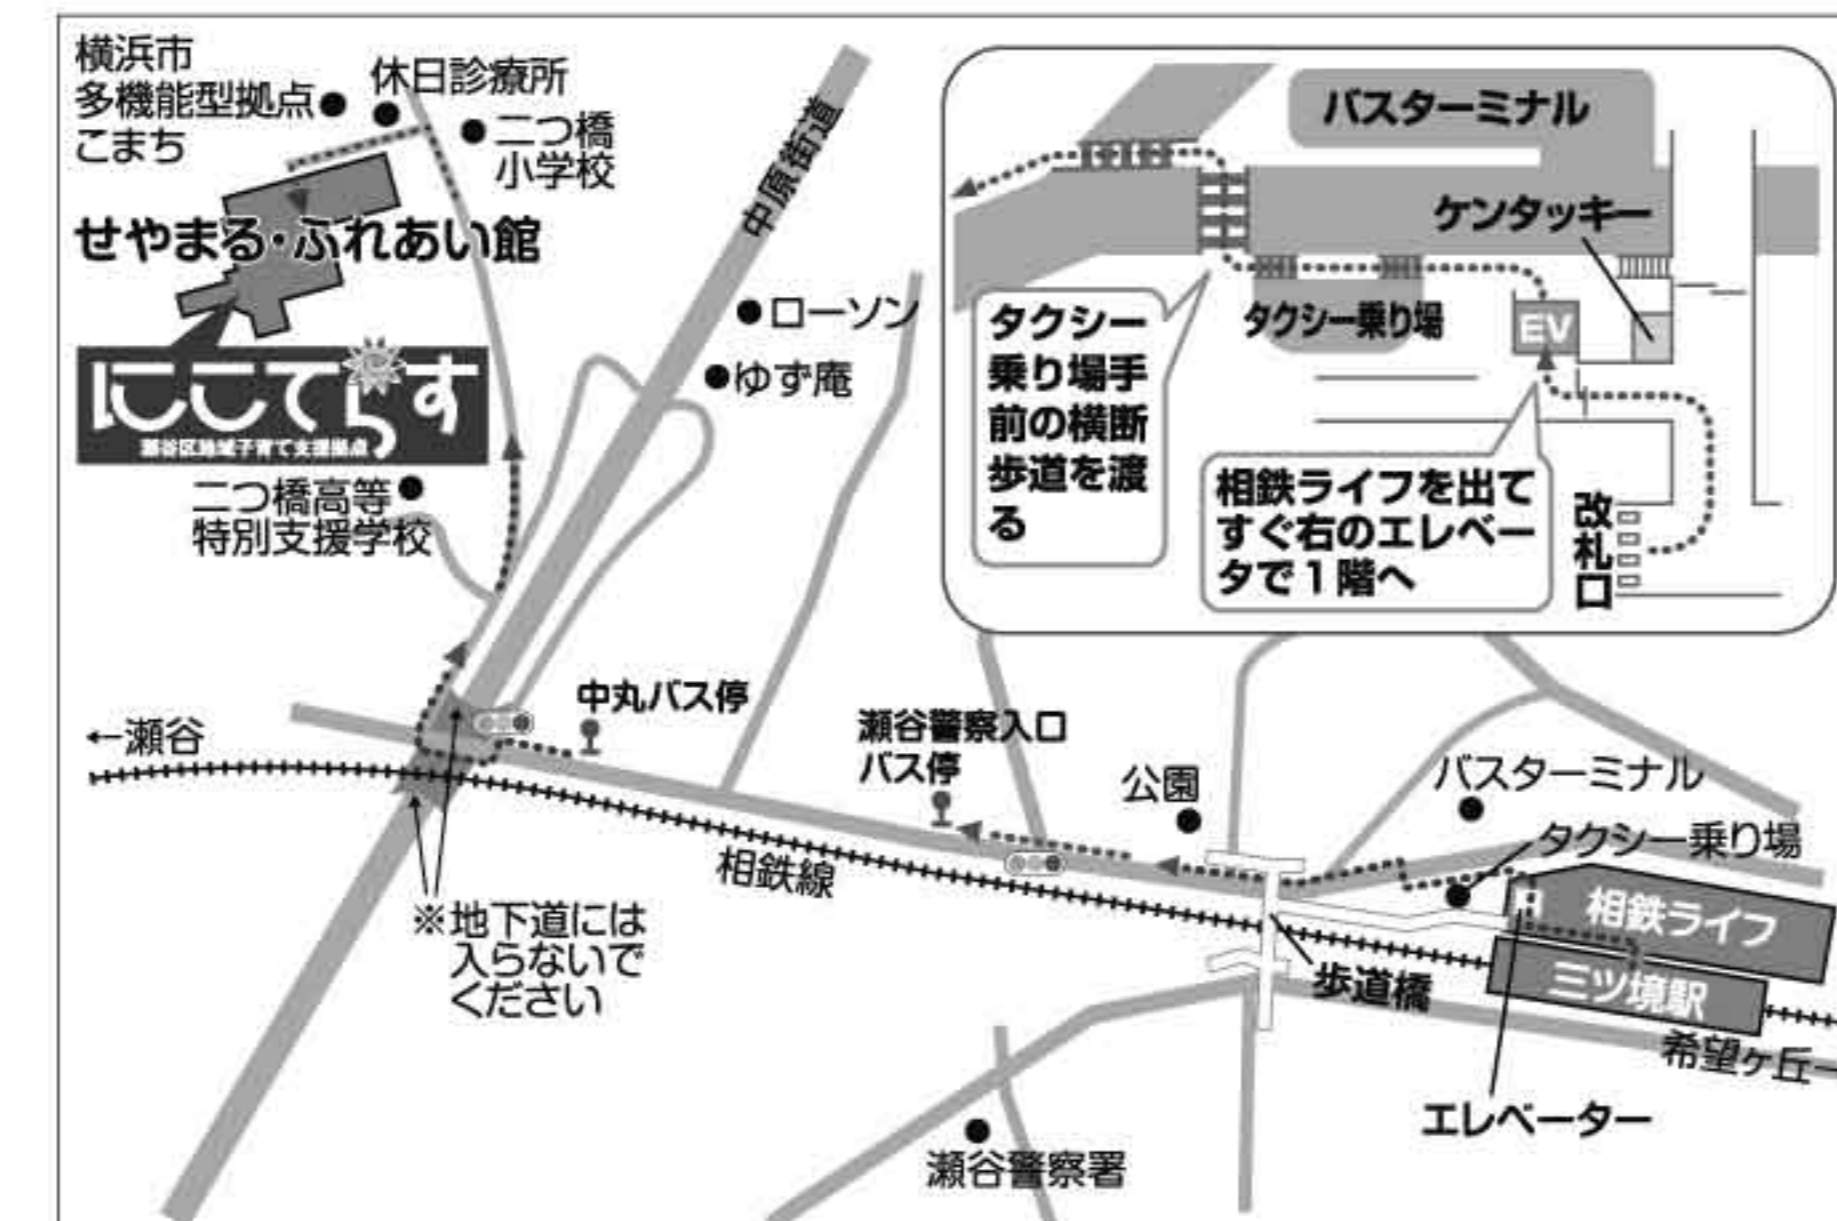 横浜市
多機能型拠点
こまち
休日診療所
二つ橋
小学校
中原街道
せやまる・ふれあい館
にこてらす
瀬谷区地域子育て支援拠点
ローソン
ゆず庵
二つ橋高等
特別支援学校
バスターミナル
ケンタッキー
タクシー乗り場
EV
タクシー
乗り場手
前の横断
歩道を渡
る
相鉄ライフを出て
すぐ右のエレベー
タで1階へ
改札口
←瀬谷
中丸バス停
瀬谷警察入口
バス停
公園
バスターミナル
タクシー乗り場
相鉄線
相鉄ライフ
三ツ境駅
歩道橋
希望ヶ丘
※地下道には
入らないで
ください
エレベーター
瀬谷警察署